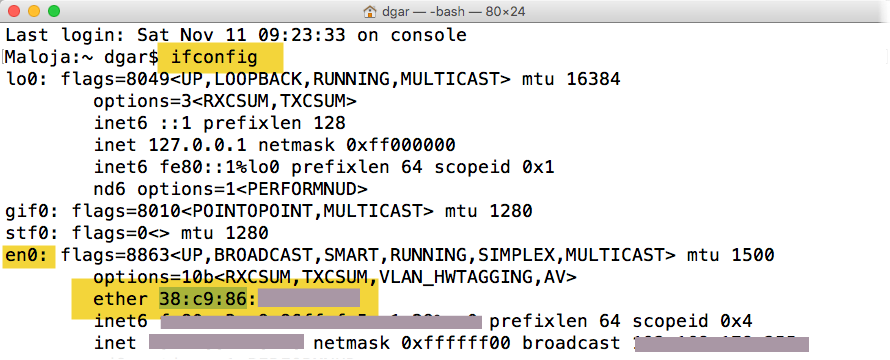 dgar — -bash — 80×24
Last login: Sat Nov 11 09:23:33 on console
Maloja:~ dgar$ ifconfig
lo0: flags=8049<UP,LOOPBACK,RUNNING,MULTICAST> mtu 16384
options=3<RXCSUM,TXCSUM>
inet6 ::1 prefixlen 128
inet 127.0.0.1 netmask 0xff000000
inet6 fe80::1%lo0 prefixlen 64 scopeid 0x1
nd6 options=1<PERFORMNUD>
gif0: flags=8010<POINTOPOINT,MULTICAST> mtu 1280
stf0: flags=0<> mtu 1280
en0: flags=8863<UP,BROADCAST,SMART,RUNNING,SIMPLEX,MULTICAST> mtu 1500
options=10b<RXCSUM,TXCSUM,VLAN_HWTAGGING,AV>
ether 38:c9:86:
inet6 prefixlen 64 scopeid 0x4
inet netmask 0xffffff00 broadcast